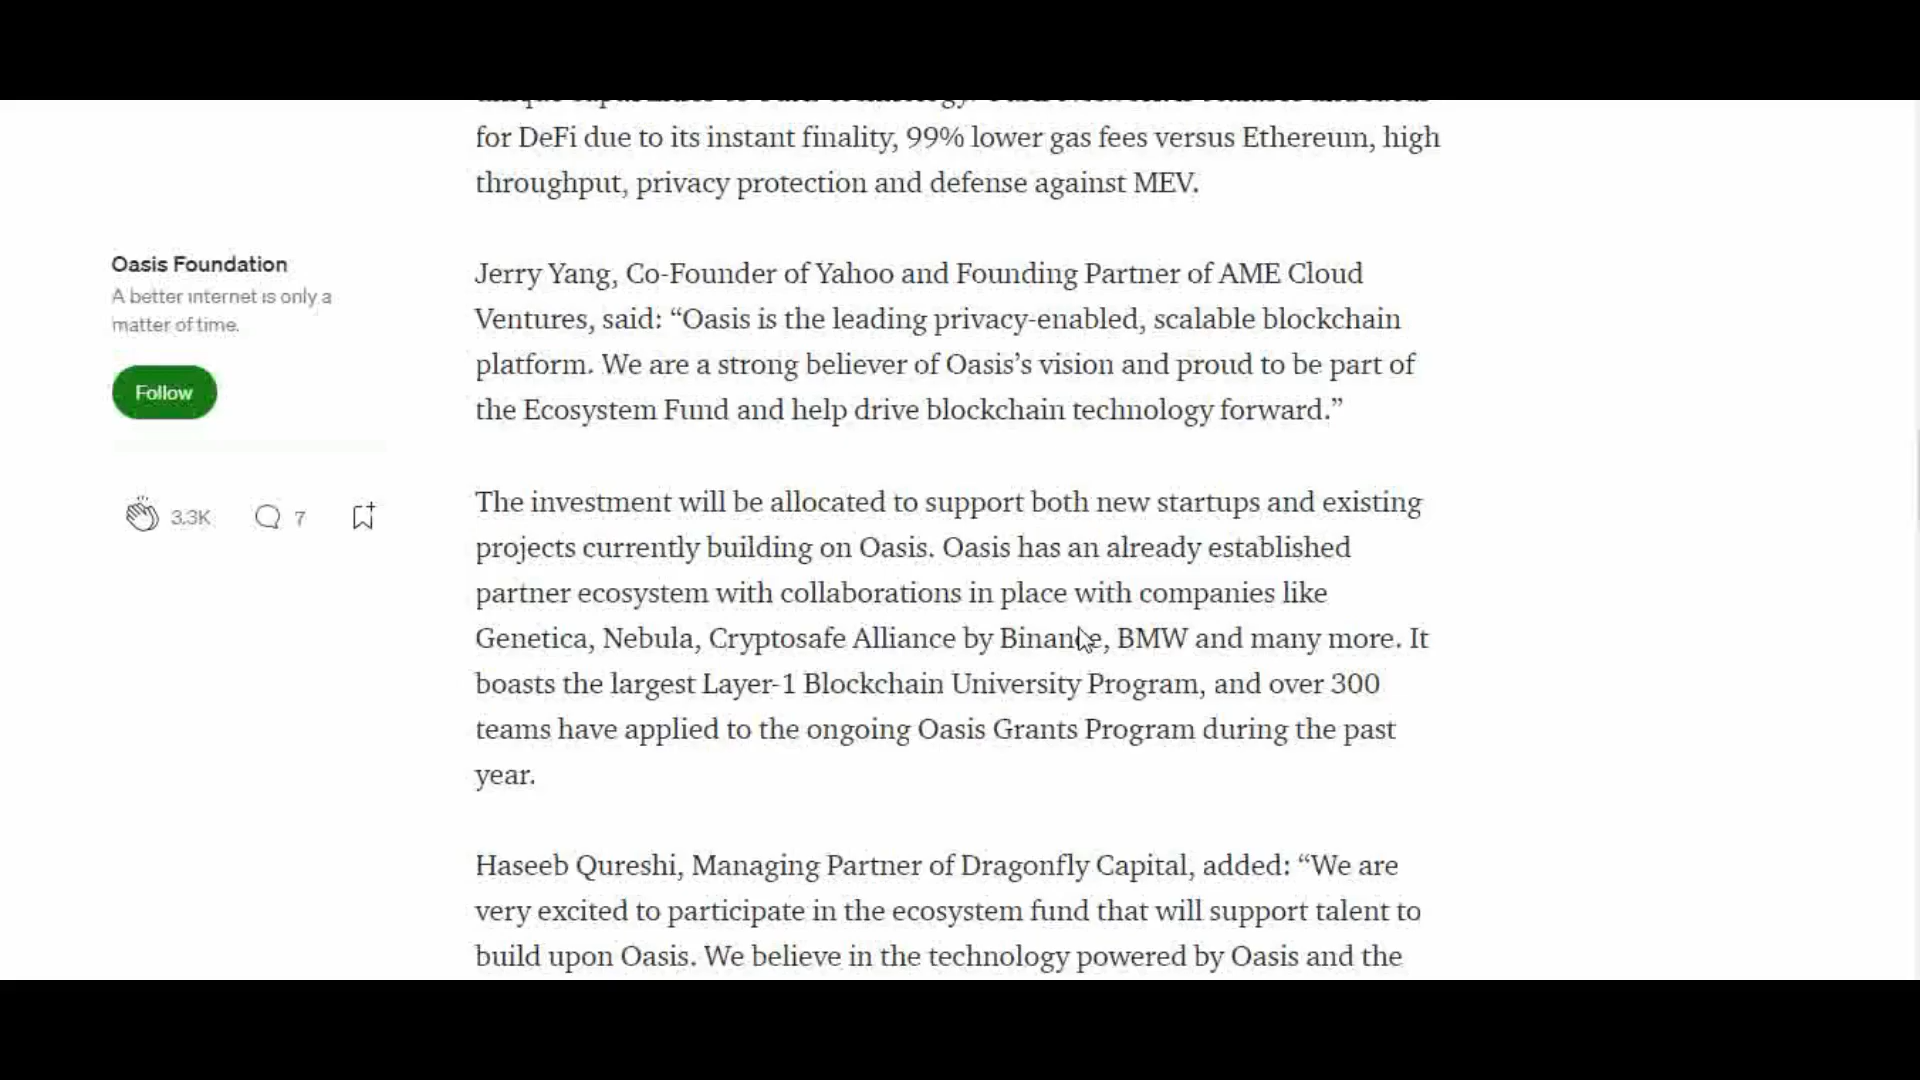 for DeFi due to its instant finality, 99% lower gas fees versus Ethereum, high
throughput, privacy protection and defense against MEV.
Oasis Foundation
A better internet is only a
matter of time.
Follow
3.3K
7
Jerry Yang, Co-Founder of Yahoo and Founding Partner of AME Cloud
Ventures, said: “Oasis is the leading privacy-enabled, scalable blockchain
platform. We are a strong believer of Oasis’s vision and proud to be part of
the Ecosystem Fund and help drive blockchain technology forward.”
The investment will be allocated to support both new startups and existing
projects currently building on Oasis. Oasis has an already established
partner ecosystem with collaborations in place with companies like
Genetica, Nebula, Cryptosafe Alliance by Binance, BMW and many more. It
boasts the largest Layer-1 Blockchain University Program, and over 300
teams have applied to the ongoing Oasis Grants Program during the past
year.
Haseeb Qureshi, Managing Partner of Dragonfly Capital, added: “We are
very excited to participate in the ecosystem fund that will support talent to
build upon Oasis. We believe in the technology powered by Oasis and the